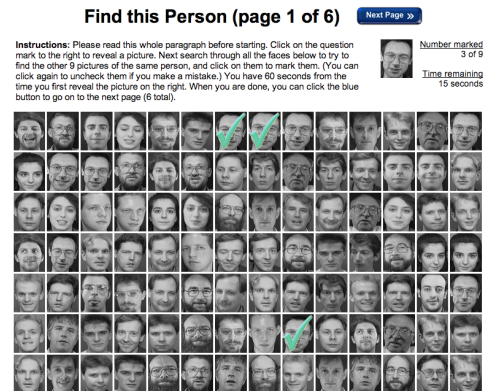 Find this Person (page 1 of 6)
Next Page »
Instructions: Please read this whole paragraph before starting. Click on the question
mark to the right to reveal a picture. Next search through all the faces below to try to
find the other 9 pictures of the same person, and click on them to mark them. (You can
click again to uncheck them if you make a mistake.) You have 60 seconds from the
time you first reveal the picture on the right. When you are done, you can click the blue
button to go on to the next page (6 total).
Number marked
3 of 9
Time remaining
15 seconds